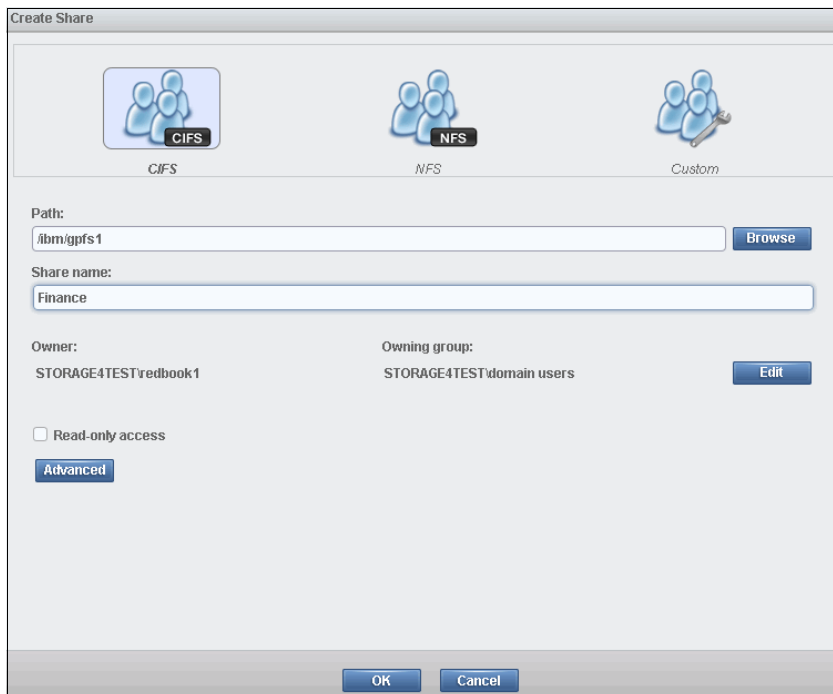 Create Share
CIFS
NFS
CIFS
NFS
Custom
Path:
/ibm/gpfs1
Browse
Share name:
Finance
Owner:
Owning group:
STORAGE4TEST\redbook1
STORAGE4TEST\domain users
Edit
Read-only access
Advanced
OK
Cancel